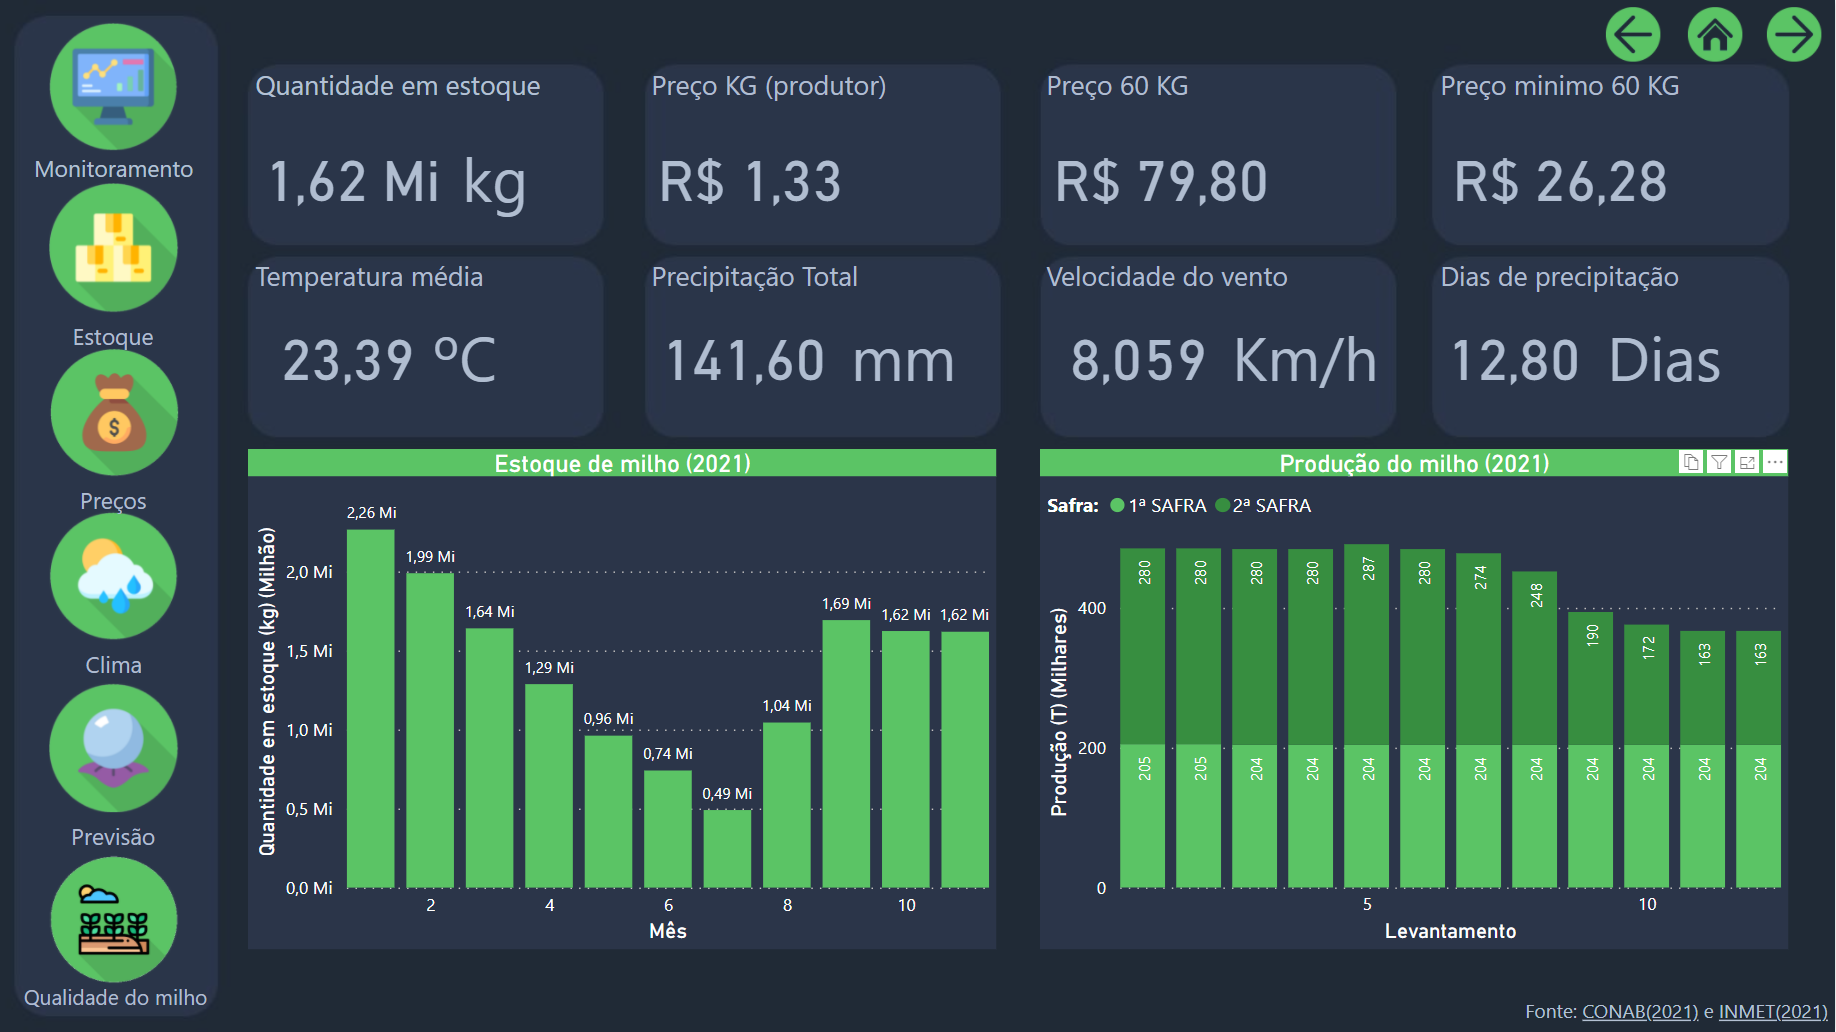 Monitoramento
Estoque
Preços
Clima
Previsão
Qualidade do milho
Quantidade em estoque
1,62 Mi kg
Preço KG (produtor)
R$ 1,33
Preço 60 KG
R$ 79,80
Preço minimo 60 KG
R$ 26,28
Temperatura média
23,39 ºC
Precipitação Total
141,60 mm
Velocidade do vento
8,059 Km/h
Dias de precipitação
12,80 Dias
Estoque de milho (2021)
Quantidade em estoque (kg) (Milhão)
2,0 Mi
1,5 Mi
1,0 Mi
0,5 Mi
0,0 Mi
2,26 Mi
1,99 Mi
1,64 Mi
1,29 Mi
0,96 Mi
0,74 Mi
0,49 Mi
1,04 Mi
1,69 Mi
1,62 Mi
1,62 Mi
2 4 6 8 10
Mês
Produção do milho (2021)
Safra: 1ª SAFRA 2ª SAFRA
Produção (T) (Milhares)
400
200
0
280 280 280 280 287 280 274 248 190 172 163 163
205 205 204 204 204 204 204 204 204 204 204 204
5 10
Levantamento
Fonte: CONAB(2021) e INMET(2021)